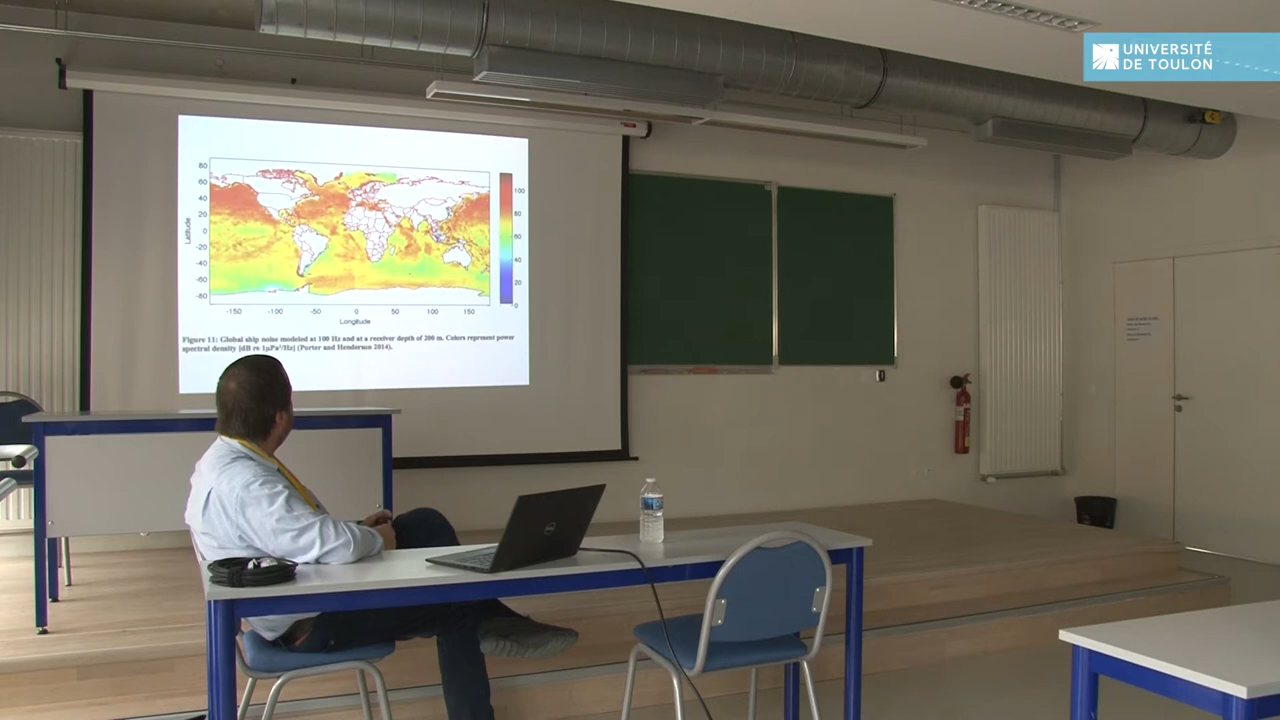 UNIVERSITÉ
DE TOULON
80
60
40
20
0
-20
-40
-60
-80
Latitude
-150 -100 -50 0 50 100 150
Longitude
100
80
60
40
20
0
Figure 11: Global ship noise modeled at 100 Hz and at a receiver depth of 200 m. Colors represent power
spectral density [dB re 1µPa²/Hz] (Porter and Henderson 2014).
DELL